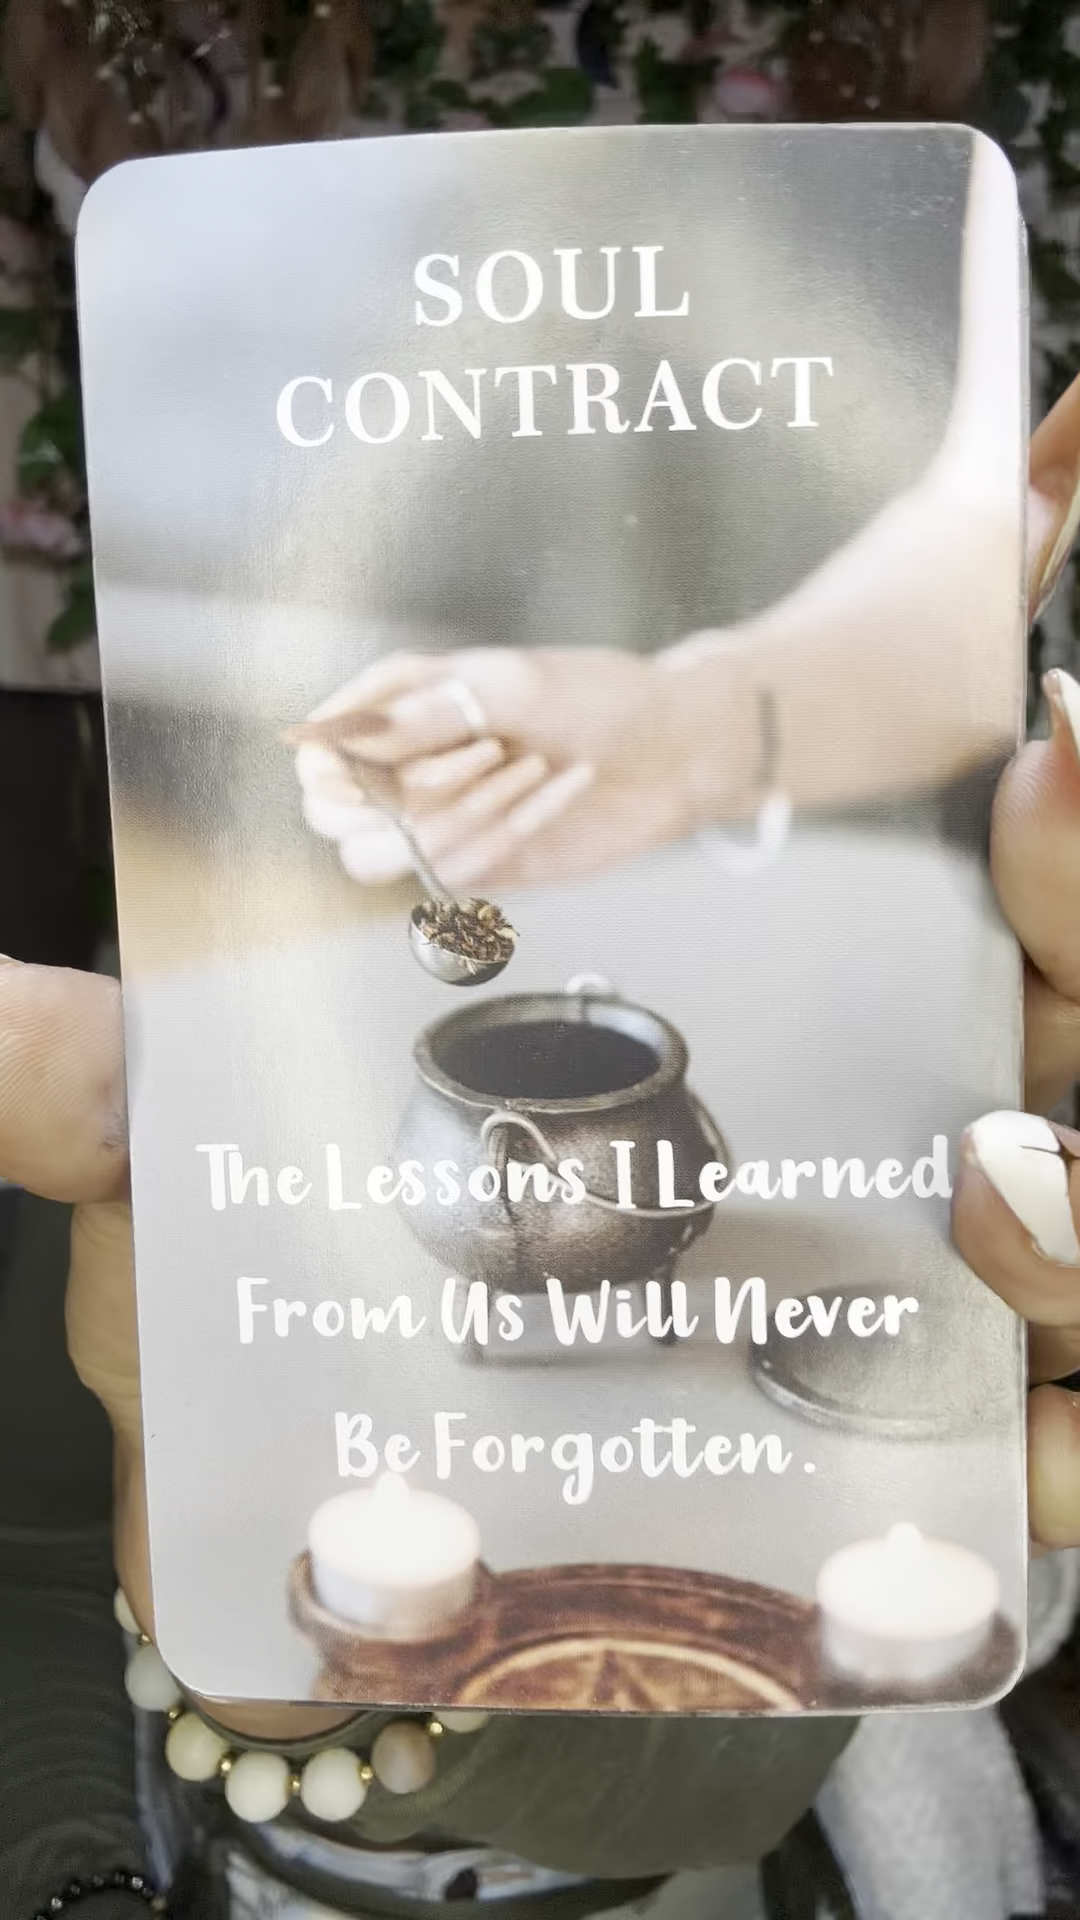 SOUL
CONTRACT
The Lessons I Learned
From Us Will Never
Be Forgotten.